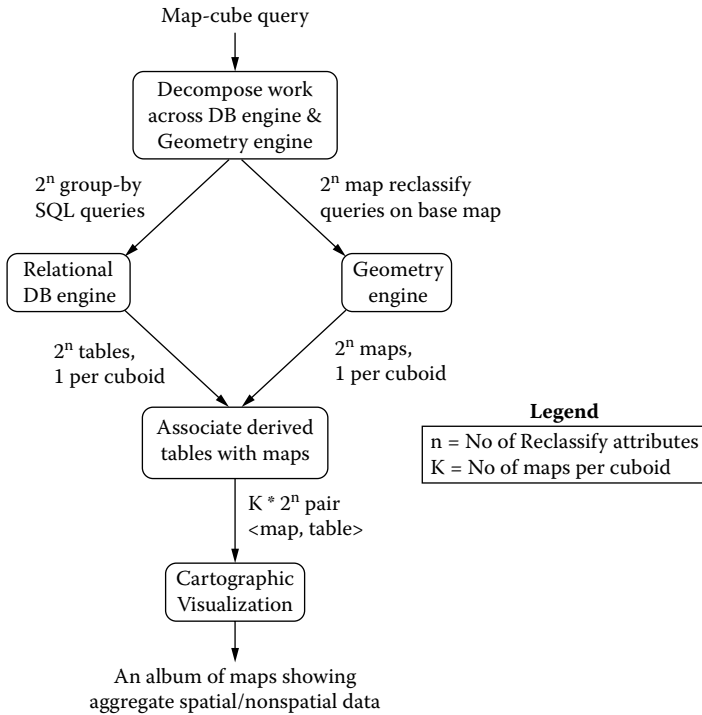 Map-cube query
Decompose work
across DB engine &
Geometry engine
2ⁿ group-by
SQL queries
2ⁿ map reclassify
queries on base map
Relational
DB engine
Geometry
engine
2ⁿ tables,
1 per cuboid
2ⁿ maps,
1 per cuboid
Associate derived
tables with maps
Legend
n = No of Reclassify attributes
K = No of maps per cuboid
K * 2ⁿ pair
<map, table>
Cartographic
Visualization
An album of maps showing
aggregate spatial/nonspatial data